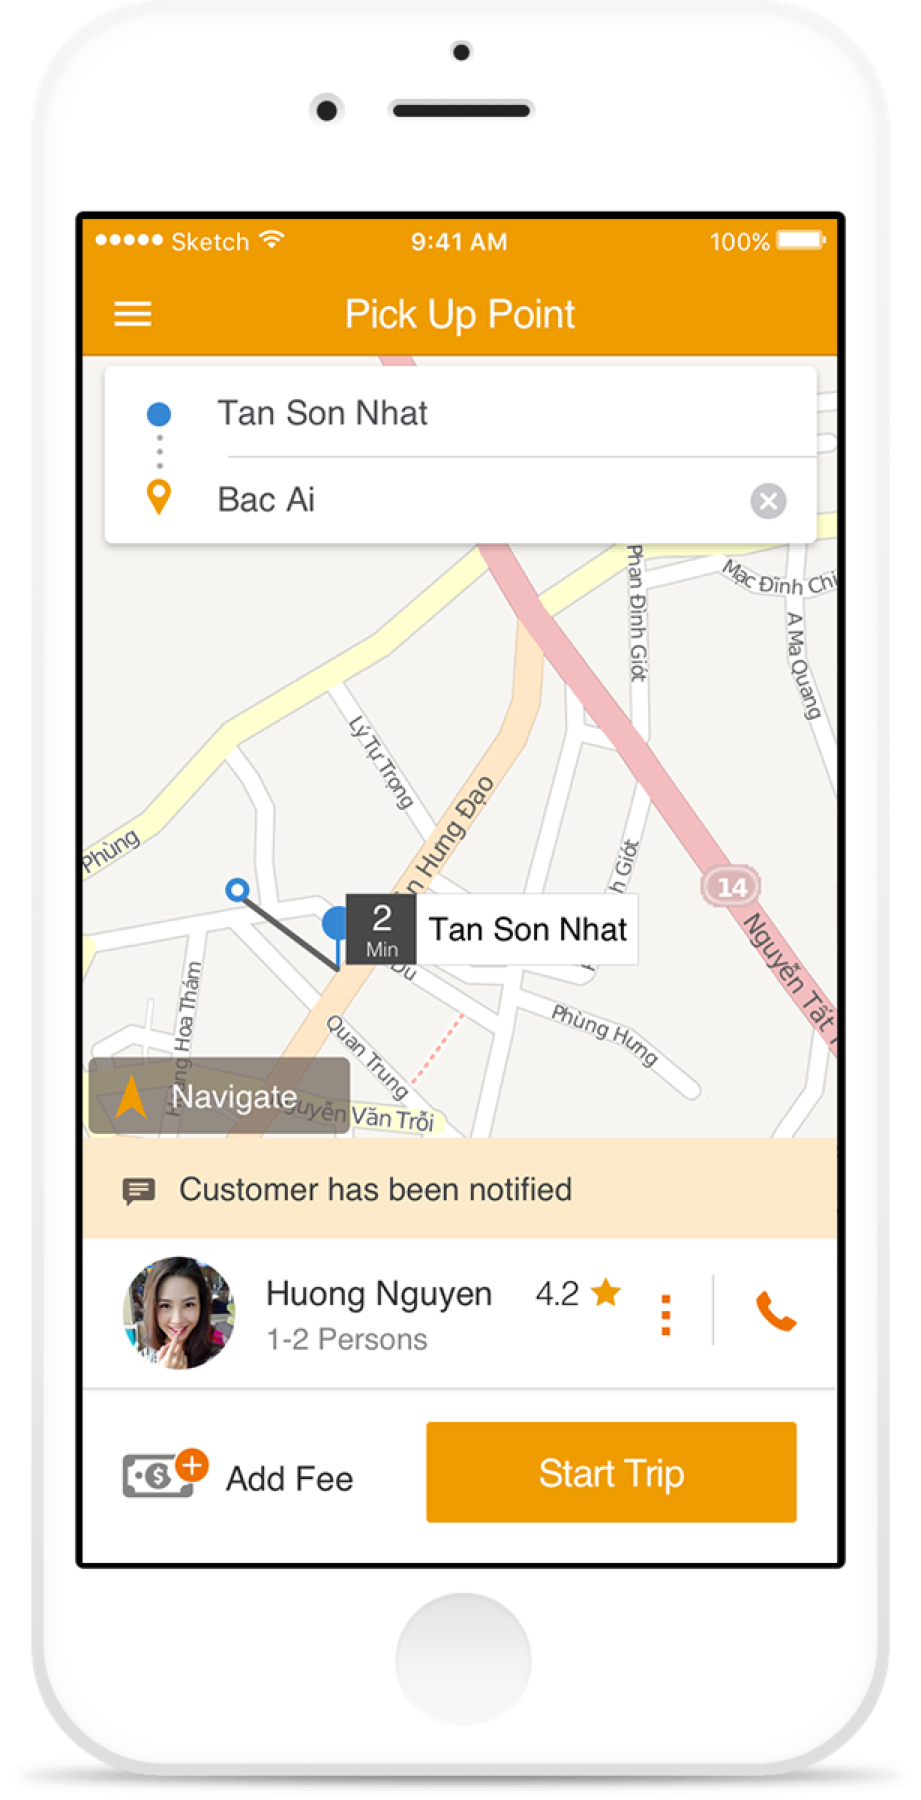 Sketch 9:41 AM 100%
Pick Up Point
Tan Son Nhat
Bac Ai
Phan Đình Giót
Mạc Đĩnh Chi
A Ma Quang
Lý Tự Trọng
Phùng
n Hưng Đạo
h Giót
14
2
Min
Tan Son Nhat
Du
Nguyễn Tất T
Hoàng Hoa Thám
Phùng Hưng
Quan Trung
Navigate
guyễn Văn Trỗi
Customer has been notified
Huong Nguyen 4.2
1-2 Persons
Add Fee
Start Trip